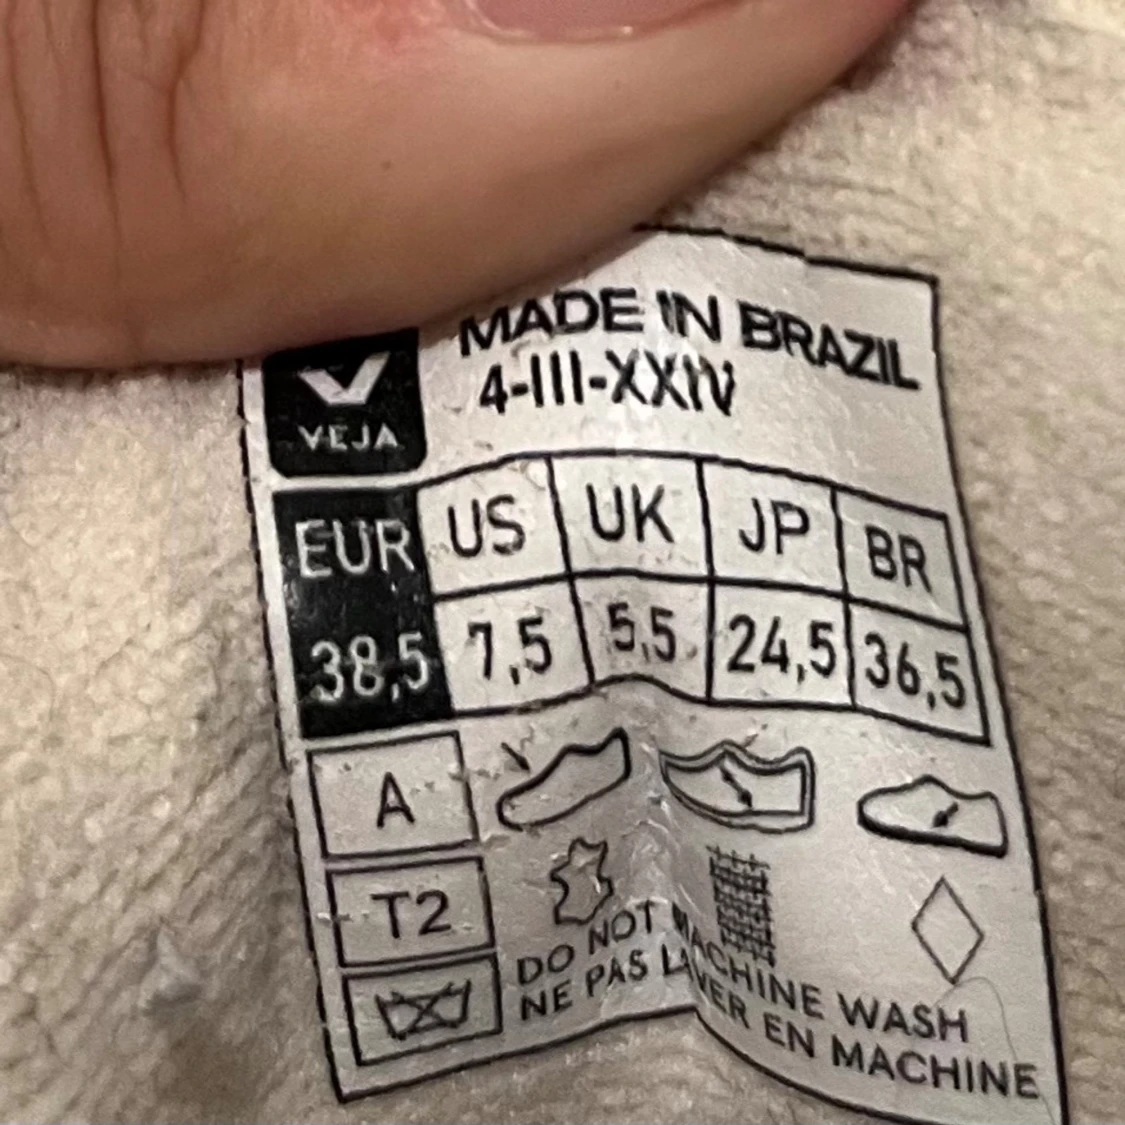 MADE IN BRAZIL
4-III-XXIV
VEJA
EUR US UK JP BR
38,5 7,5 5,5 24,5 36,5
A
T2
DO NOT MACHINE WASH
NE PAS LAVER EN MACHINE